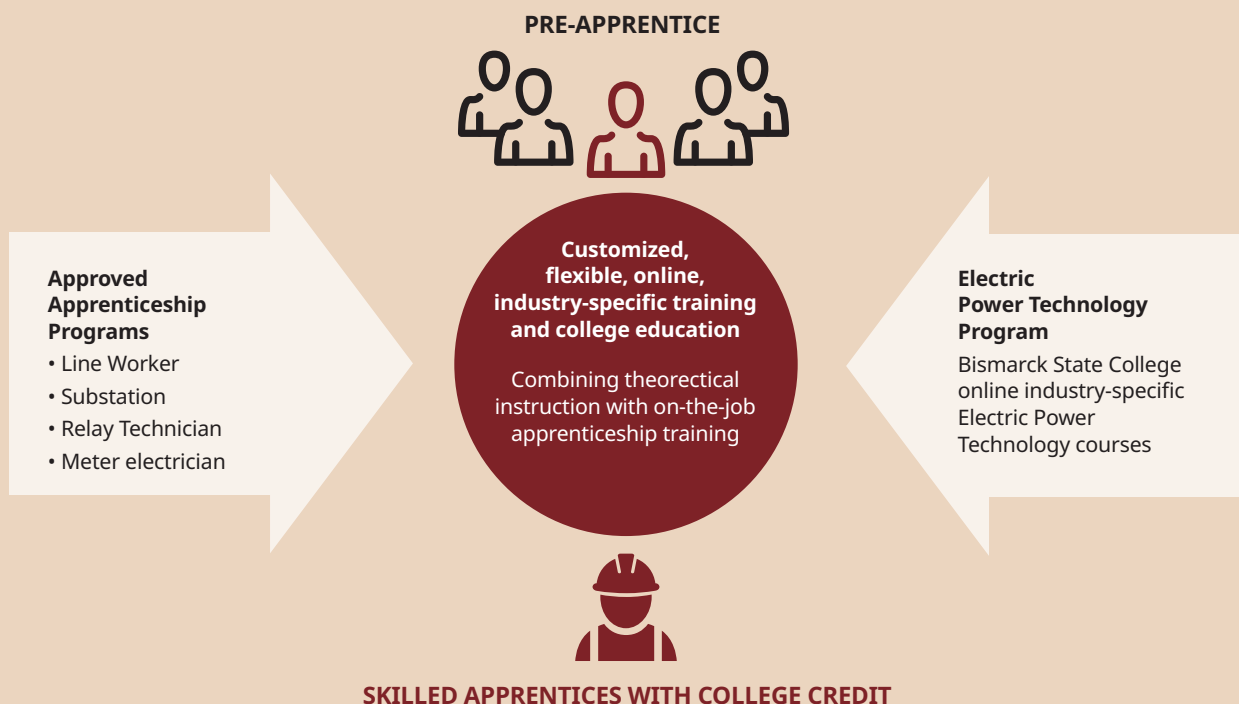 PRE-APPRENTICE
Approved
Apprenticeship
Programs
• Line Worker
• Substation
• Relay Technician
• Meter electrician
Customized,
flexible, online,
industry-specific training
and college education
Combining theorectical
instruction with on-the-job
apprenticeship training
Electric
Power Technology
Program
Bismarck State College
online industry-specific
Electric Power
Technology courses
SKILLED APPRENTICES WITH COLLEGE CREDIT